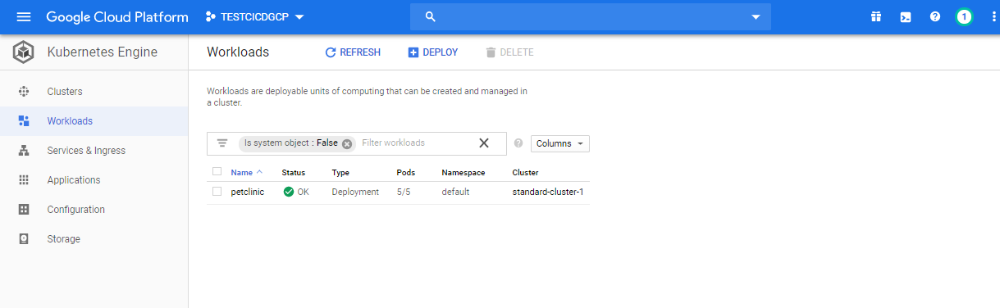 Google Cloud Platform TESTCICDGCP 1
Kubernetes Engine
Workloads REFRESH DEPLOY DELETE
Clusters
Workloads
Services & Ingress
Applications
Configuration
Storage
Workloads are deployable units of computing that can be created and managed in
a cluster.
Is system object : False Filter workloads Columns
Name Status Type Pods Namespace Cluster
petclinic OK Deployment 5/5 default standard-cluster-1